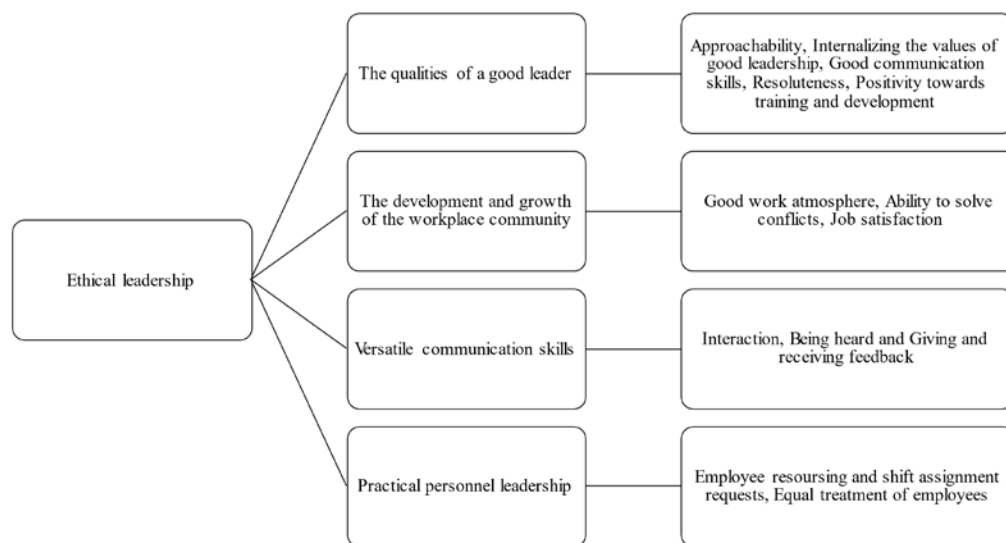 Ethical leadership
The qualities of a good leader
Approachability, Internalizing the values of
good leadership, Good communication
skills, Resoluteness, Positivity towards
training and development
The development and growth
of the workplace community
Good work atmosphere, Ability to solve
conflicts, Job satisfaction
Versatile communication skills
Interaction, Being heard and Giving and
receiving feedback
Practical personnel leadership
Employee resoursing and shift assignment
requests, Equal treatment of employees